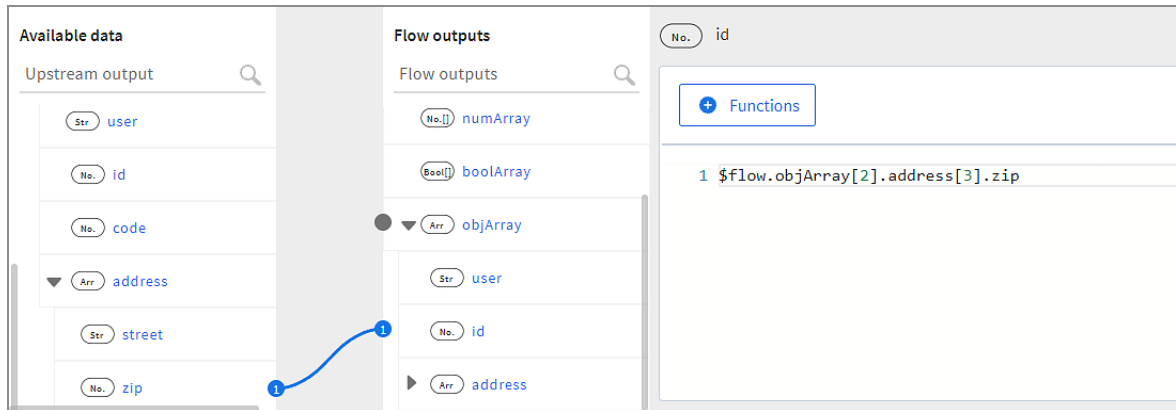 Available data
Upstream output
Str user
No. id
No. code
Arr address
Str street
No. zip
1
Flow outputs
Flow outputs
No.[] numArray
Bool[] boolArray
Arr objArray
Str user
1
No. id
Arr address
No. id
Functions
1 $flow.objArray[2].address[3].zip